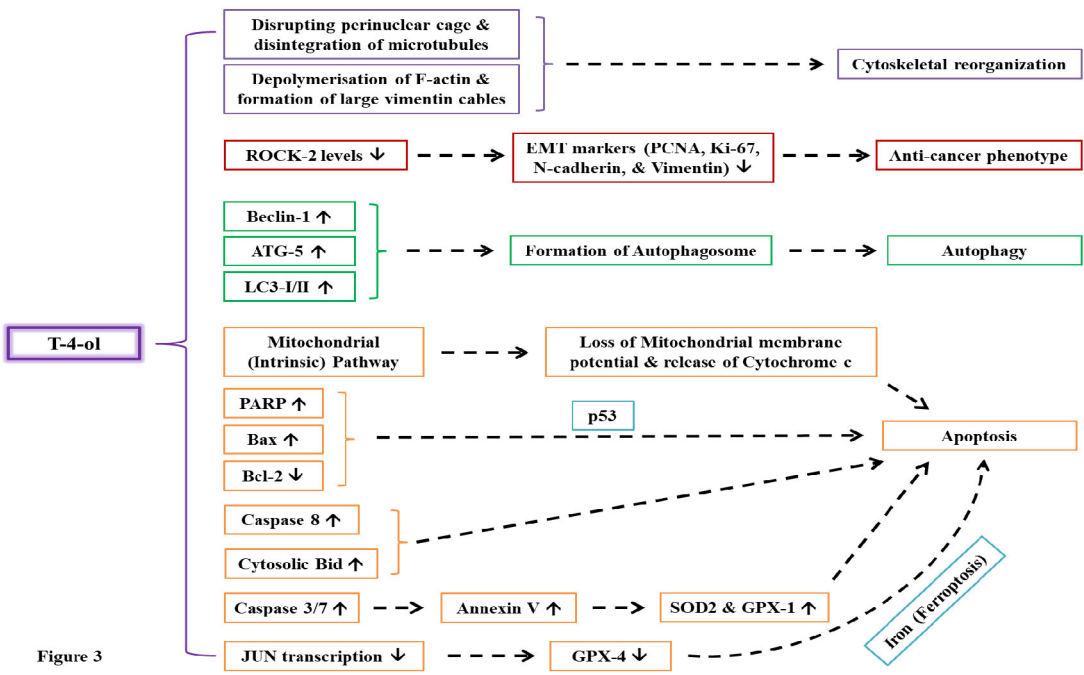 Disrupting perinuclear cage &
disintegration of microtubules
Depolymerisation of F-actin &
formation of large vimentin cables
Cytoskeletal reorganization
ROCK-2 levels ↓
EMT markers (PCNA, Ki-67,
N-cadherin, & Vimentin) ↓
Anti-cancer phenotype
Beclin-1 ↑
ATG-5 ↑
LC3-I/II ↑
Formation of Autophagosome
Autophagy
T-4-ol
Mitochondrial
(Intrinsic) Pathway
Loss of Mitochondrial membrane
potential & release of Cytochrome c
PARP ↑
Bax ↑
Bcl-2 ↓
p53
Apoptosis
Caspase 8 ↑
Cytosolic Bid ↑
Caspase 3/7 ↑
Annexin V ↑
SOD2 & GPX-1 ↑
Iron (Ferroptosis)
JUN transcription ↓
GPX-4 ↓
Figure 3